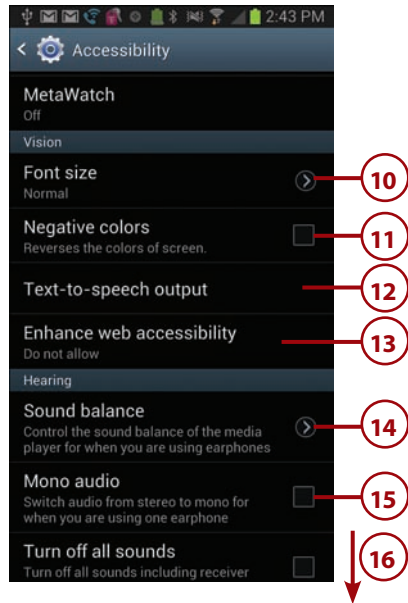 2:43 PM
Accessibility
MetaWatch
Off
Vision
Font size
Normal
10
Negative colors
Reverses the colors of screen.
11
Text-to-speech output
12
Enhance web accessibility
Do not allow
13
Hearing
Sound balance
Control the sound balance of the media
player for when you are using earphones
14
Mono audio
Switch audio from stereo to mono for
when you are using one earphone
15
Turn off all sounds
Turn off all sounds including receiver
16